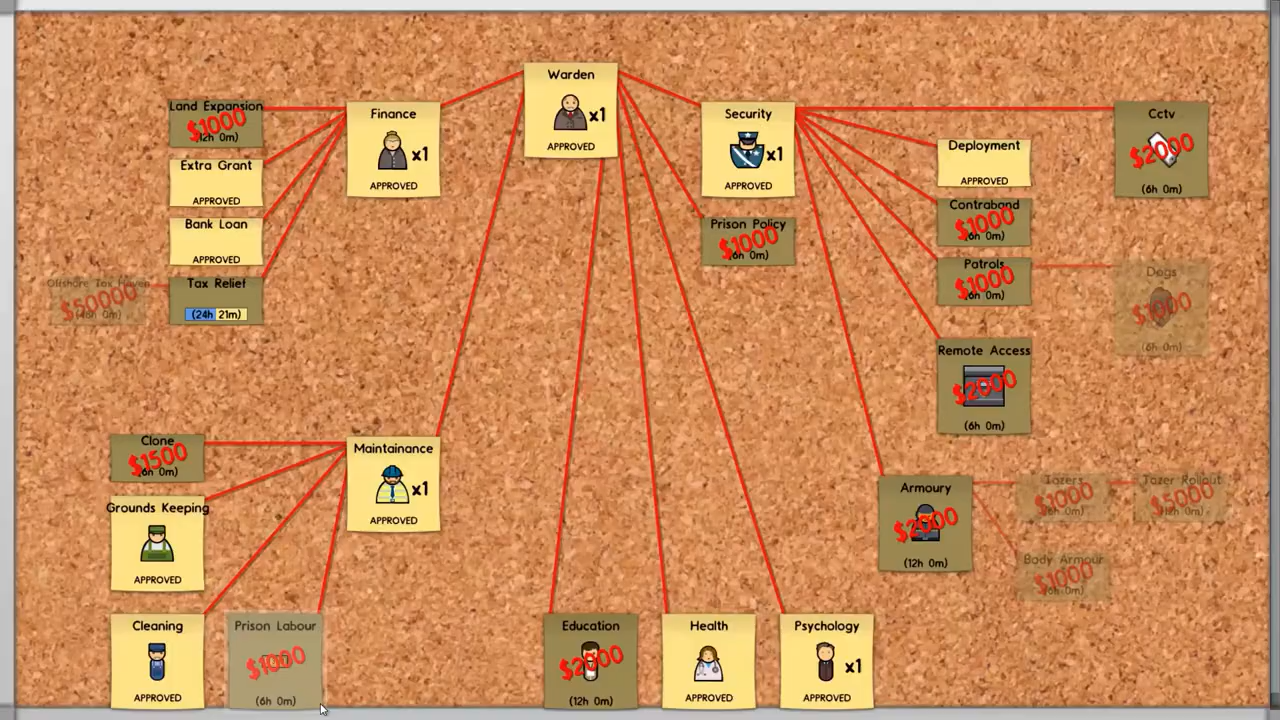 Warden
x1
APPROVED
Land Expansion
$1000
(12h 0m)
Finance
x1
APPROVED
Security
x1
APPROVED
Cctv
$2000
(6h 0m)
Deployment
APPROVED
Extra Grant
APPROVED
Contraband
$1000
(6h 0m)
Bank Loan
APPROVED
Prison Policy
$1000
(6h 0m)
Patrols
$1000
(6h 0m)
Dogs
$1000
(6h 0m)
Offshore Tax Haven
$50000
(48h 0m)
Tax Relief
(24h 21m)
Remote Access
$2000
(6h 0m)
Clone
$1500
(6h 0m)
Maintainance
x1
APPROVED
Grounds Keeping
APPROVED
Armoury
$2000
(12h 0m)
Tazers
$1000
(6h 0m)
Tazer Rollout
$5000
(12h 0m)
Body Armour
$1000
(6h 0m)
Cleaning
APPROVED
Prison Labour
$1000
(6h 0m)
Education
$2000
(12h 0m)
Health
APPROVED
Psychology
x1
APPROVED